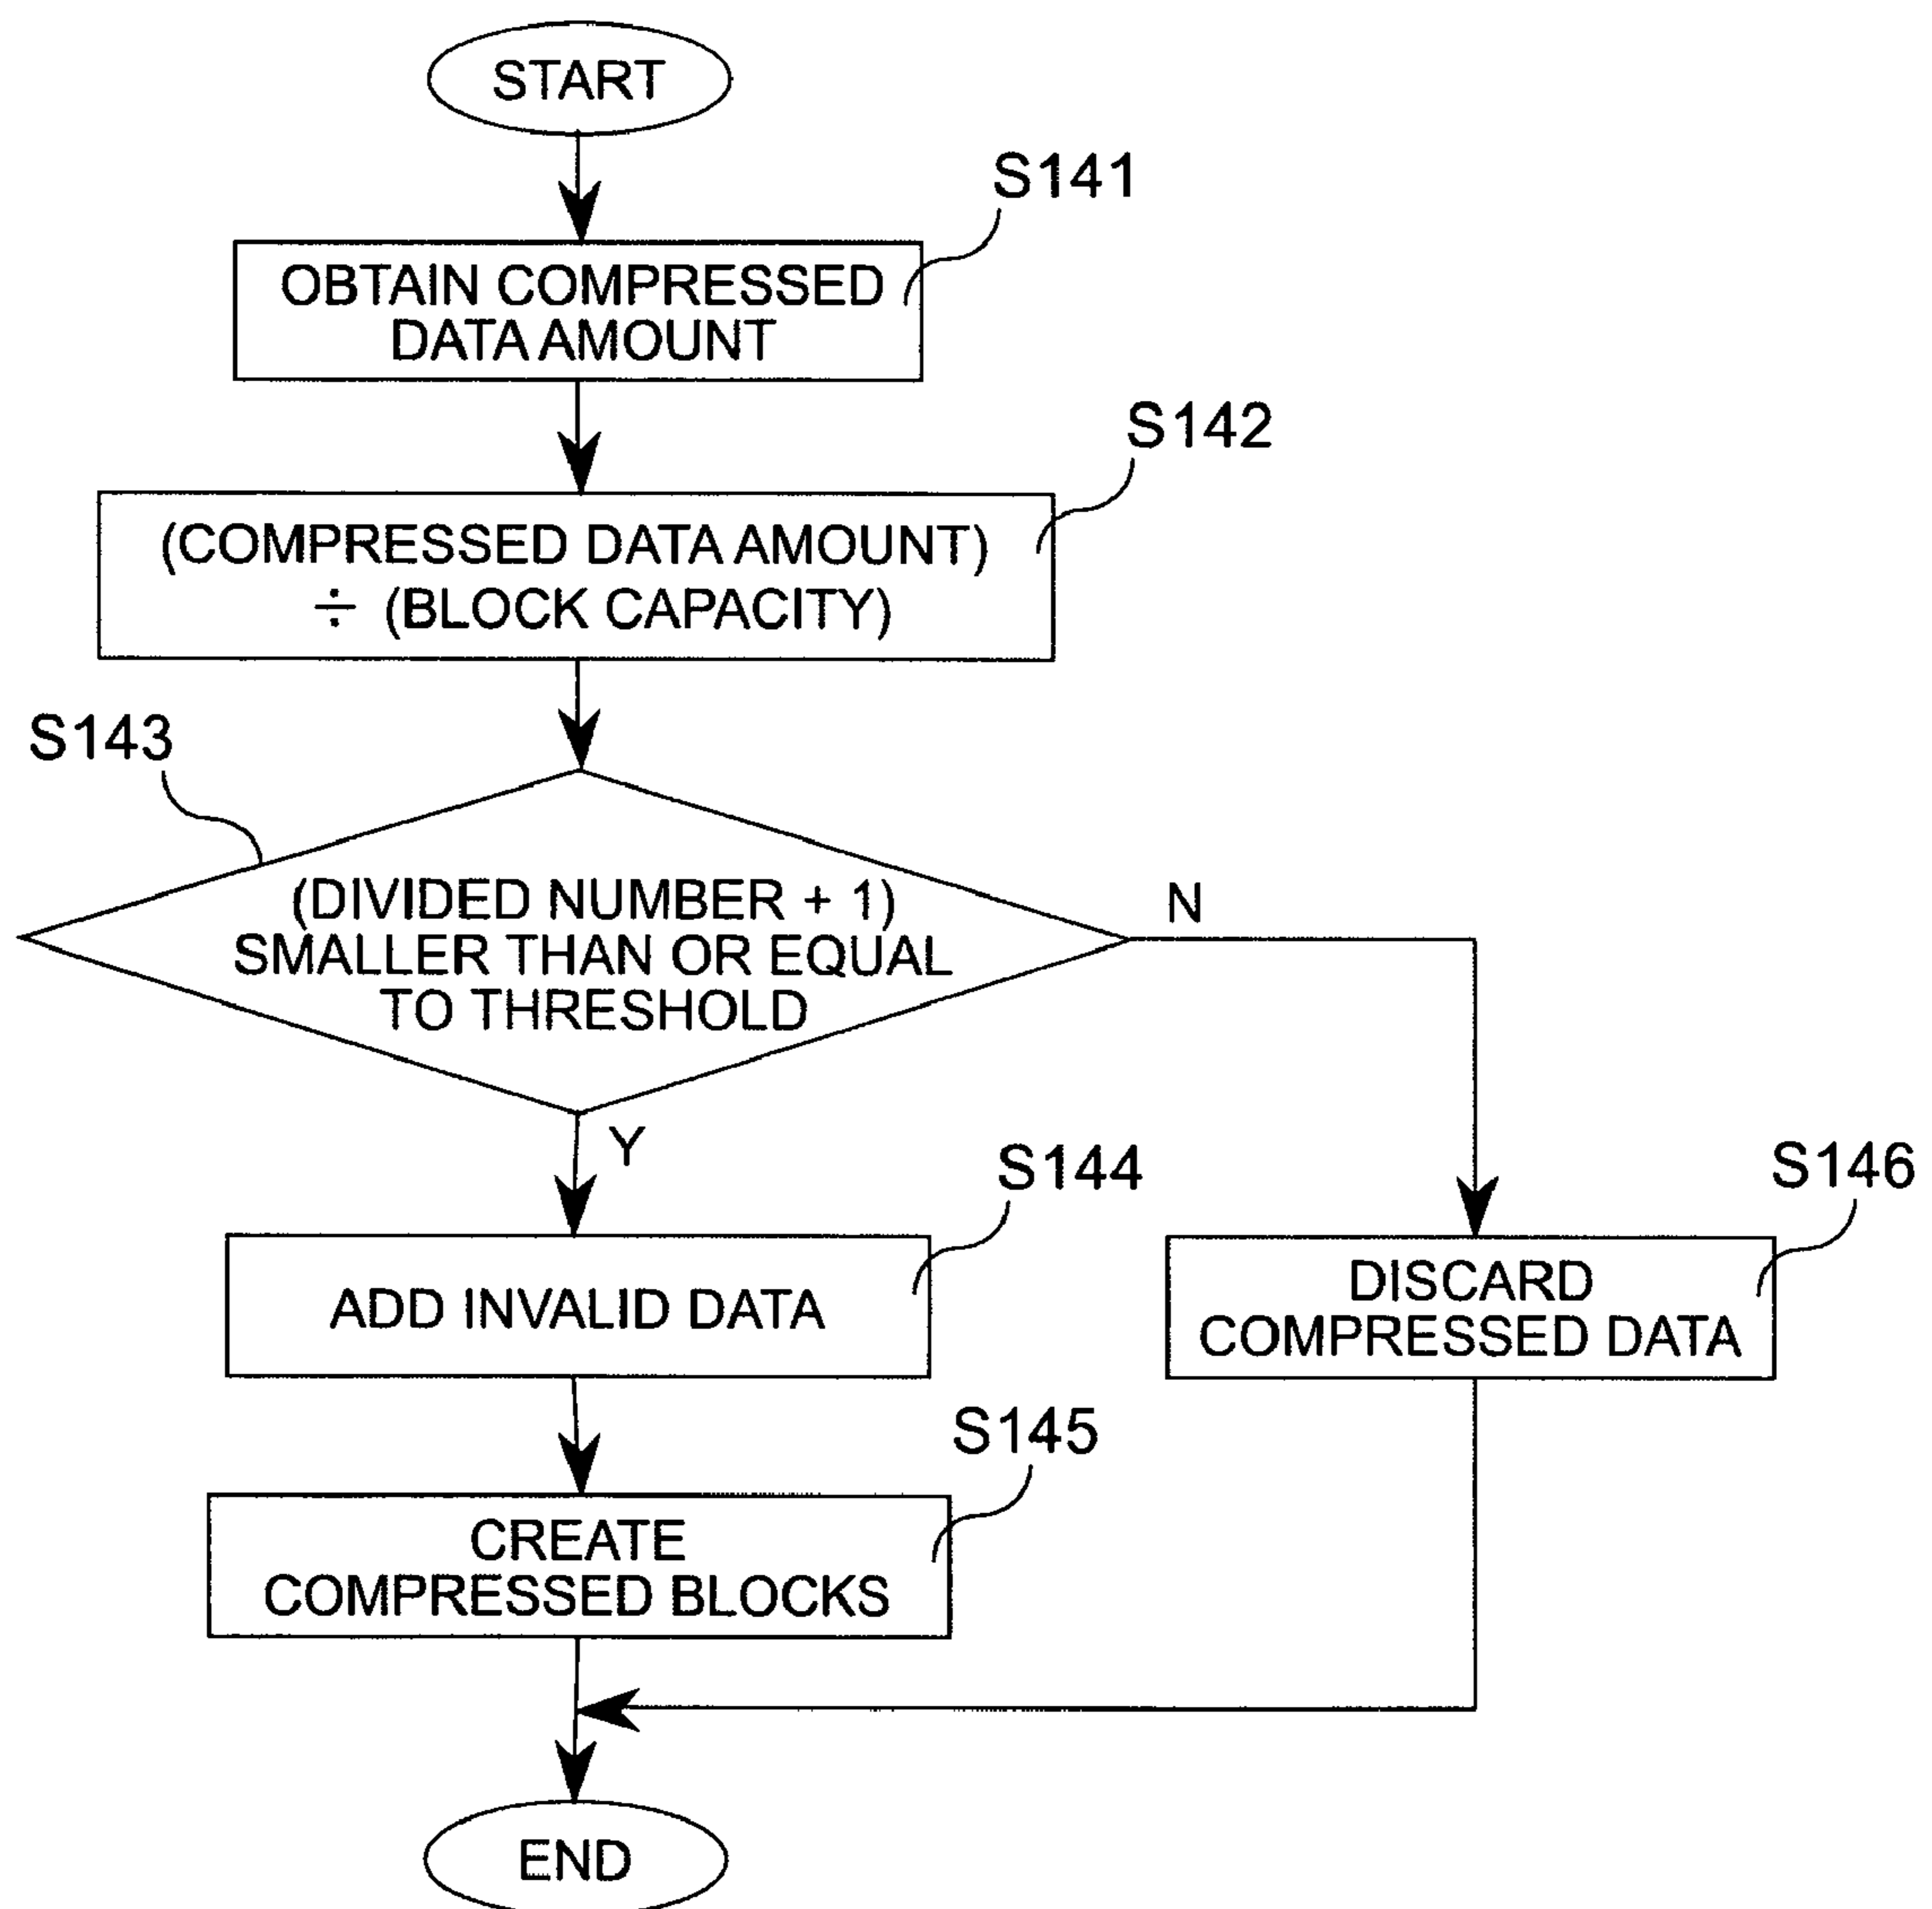 START
S141
OBTAIN COMPRESSED
DATA AMOUNT
S142
(COMPRESSED DATA AMOUNT)
÷ (BLOCK CAPACITY)
S143
(DIVIDED NUMBER + 1)
SMALLER THAN OR EQUAL
TO THRESHOLD
N
Y
S144
ADD INVALID DATA
S146
DISCARD
COMPRESSED DATA
S145
CREATE
COMPRESSED BLOCKS
END